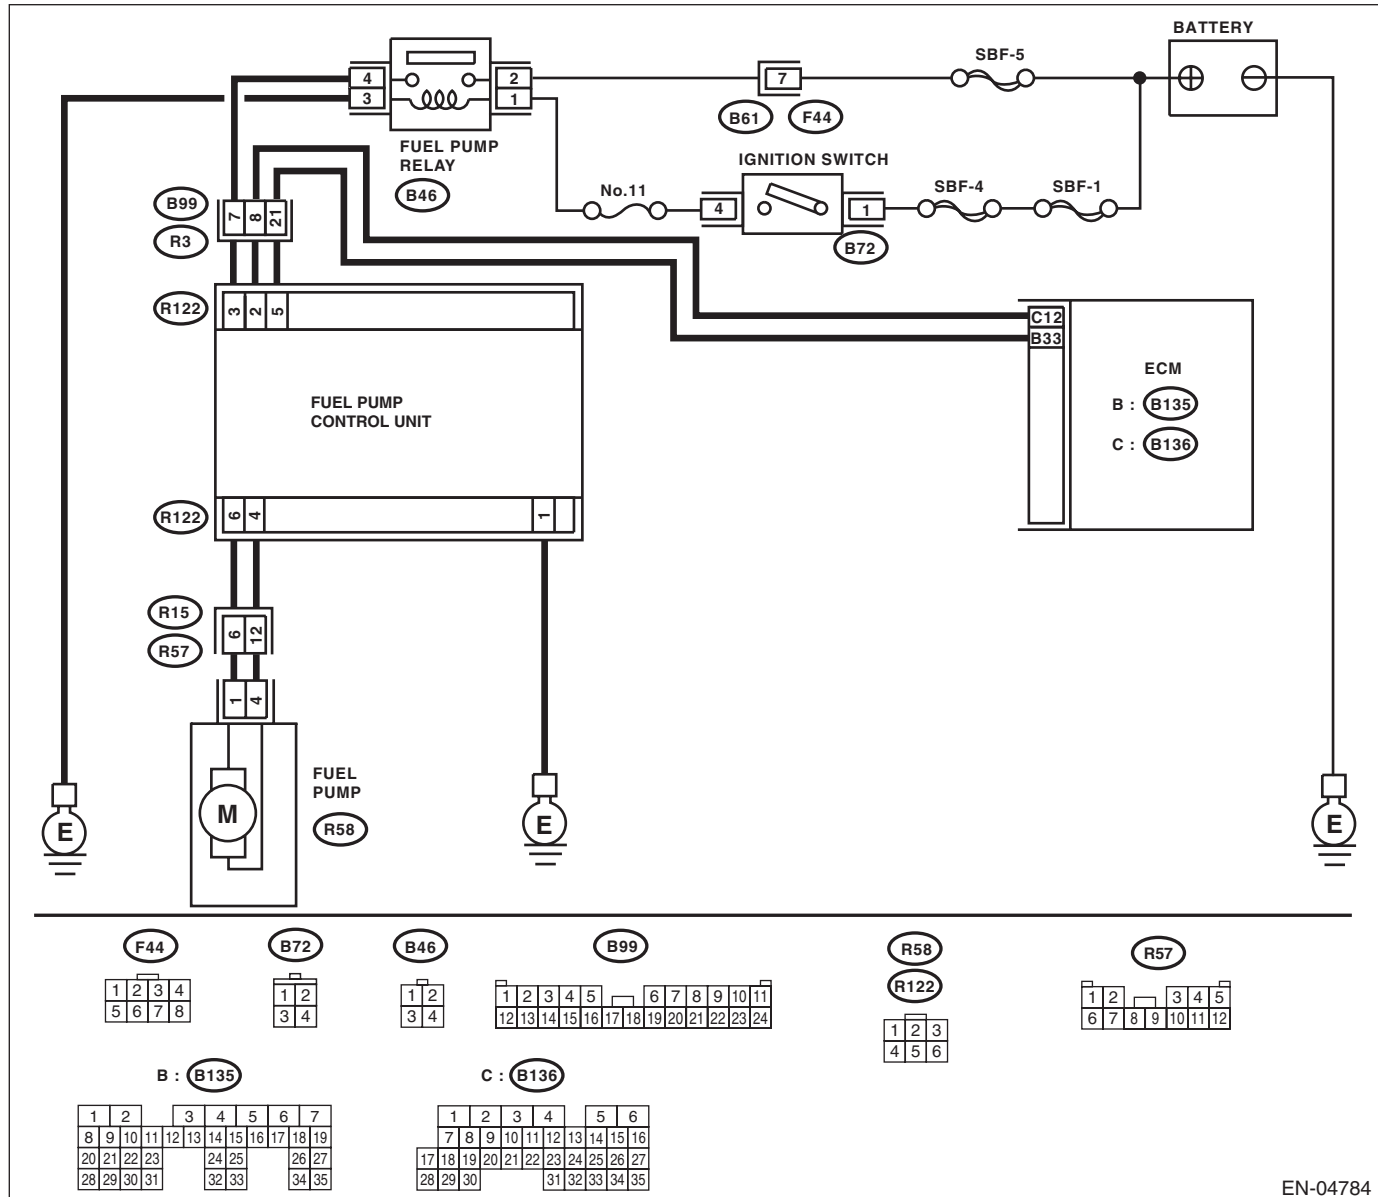 BATTERY
SBF-5
4 2 7
3 1
B61 F44
FUEL PUMP
RELAY
B46
IGNITION SWITCH
No.11 4 1 SBF-4 SBF-1
B72
B99
R3
7 8 21
R122
3 2 5
C12
B33
ECM
B : B135
C : B136
FUEL PUMP
CONTROL UNIT
R122
6 4 1
R15
R57
6 12
1 4
FUEL
PUMP
R58
M
E E E
F44 B72 B46 B99 R58 R57
R122
1 2 3 4
5 6 7 8
1 2
3 4
1 2
3 4
1 2 3 4 5 6 7 8 9 10 11
12 13 14 15 16 17 18 19 20 21 22 23 24
1 2 3
4 5 6
1 2 3 4 5
6 7 8 9 10 11 12
B : B135
1 2 3 4 5 6 7
8 9 10 11 12 13 14 15 16 17 18 19
20 21 22 23 24 25 26 27
28 29 30 31 32 33 34 35
C : B136
1 2 3 4 5 6
7 8 9 10 11 12 13 14 15 16
17 18 19 20 21 22 23 24 25 26 27
28 29 30 31 32 33 34 35
EN-04784